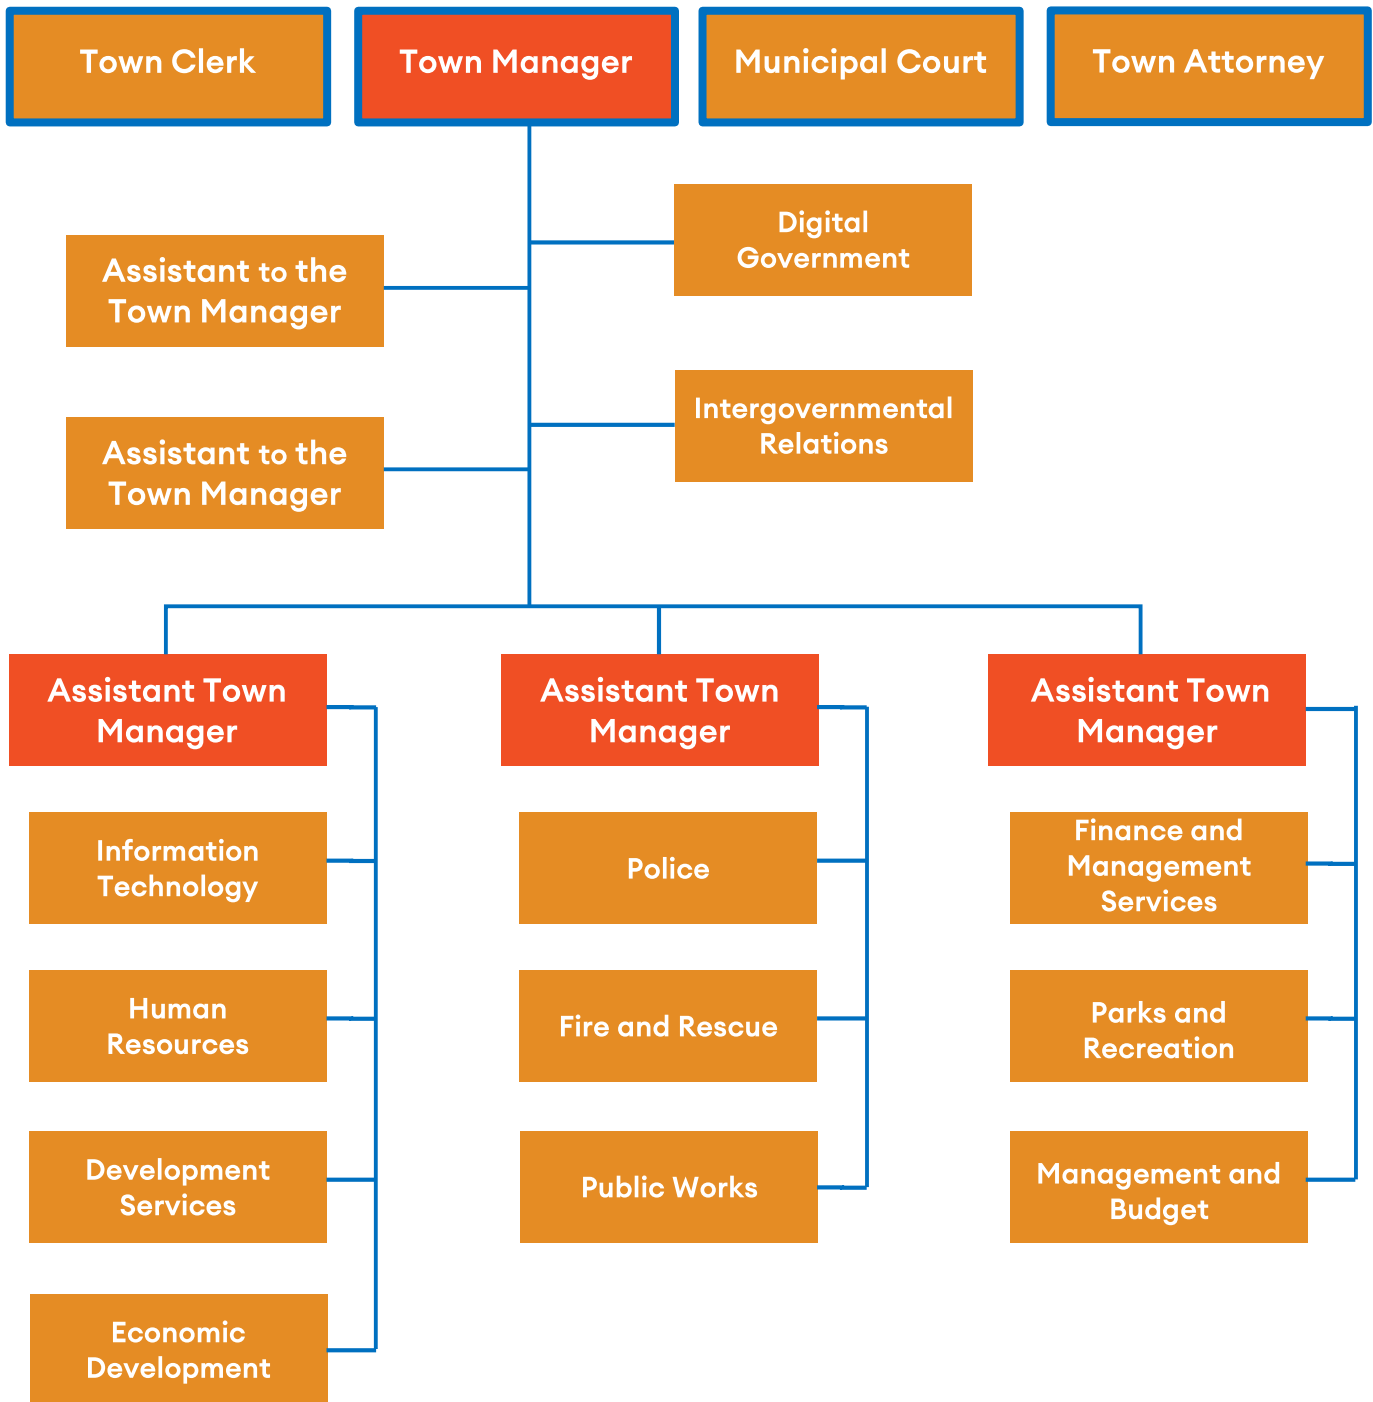 Town Clerk
Town Manager
Municipal Court
Town Attorney
Digital
Government
Assistant to the
Town Manager
Intergovernmental
Relations
Assistant to the
Town Manager
Assistant Town
Manager
Assistant Town
Manager
Assistant Town
Manager
Information
Technology
Police
Finance and
Management
Services
Human
Resources
Fire and Rescue
Parks and
Recreation
Development
Services
Public Works
Management and
Budget
Economic
Development